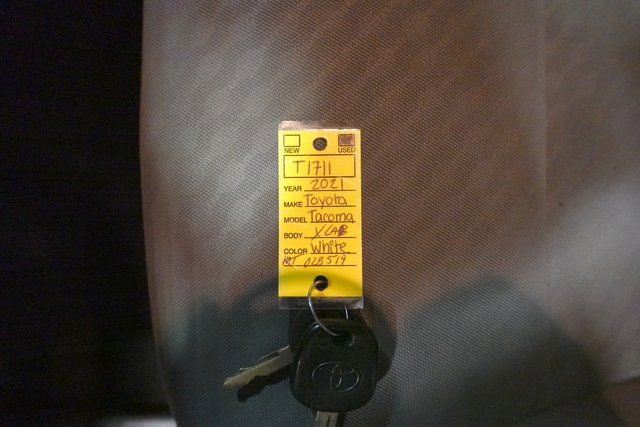 NEW USED
T1711
YEAR 2021
MAKE Toyota
MODEL Tacoma
BODY XCAB
COLOR White
028579